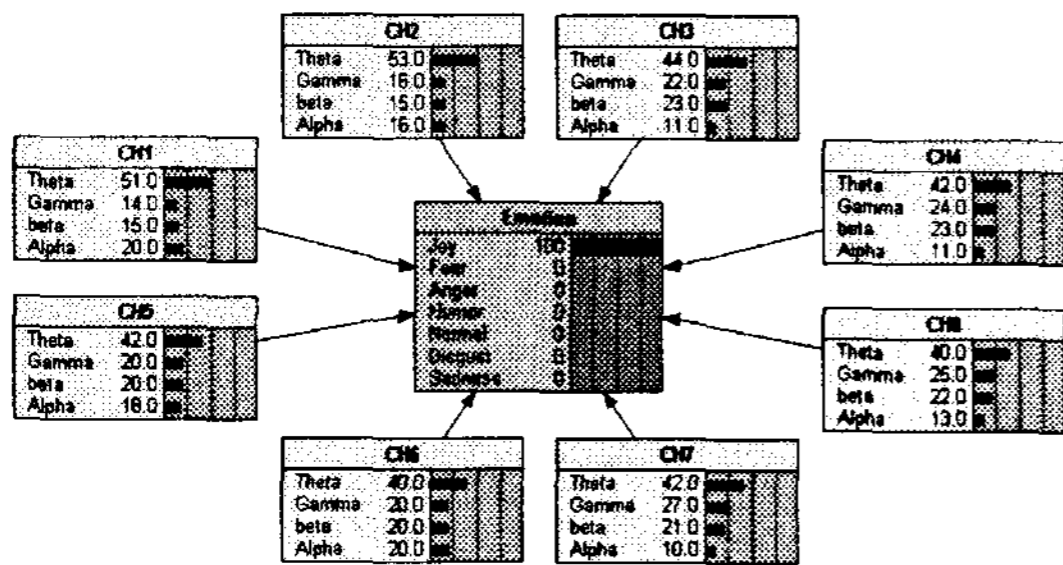 CH2
Theta 53.0
Gamma 16.0
beta 15.0
Alpha 16.0
CH3
Theta 44.0
Gamma 22.0
beta 23.0
Alpha 11.0
CH1
Theta 51.0
Gamma 14.0
beta 15.0
Alpha 20.0
CH4
Theta 42.0
Gamma 24.0
beta 23.0
Alpha 11.0
Emotion
Joy 100
Fear 0
Anger 0
Humor 0
Normal 0
Disgust 0
Sadness 0
CH5
Theta 42.0
Gamma 20.0
beta 20.0
Alpha 18.0
CH8
Theta 40.0
Gamma 25.0
beta 22.0
Alpha 13.0
CH6
Theta 40.0
Gamma 20.0
beta 20.0
Alpha 20.0
CH7
Theta 42.0
Gamma 27.0
beta 21.0
Alpha 10.0